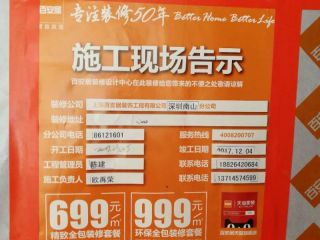 百安居 专注装修50年 Better Home Better Life
施工现场告示
百安居装修设计中心在此装修给您带来的不便之处敬请谅解
装修公司 上海百安居装饰工程有限公司 深圳南山 分公司
装修地址
分公司电话 86121601 服务热线 4008200707
开工日期 竣工日期 2017.12.04
工程管理员 陈建 联系电话 18826420684
施工负责人 欧再荣 联系电话 13714574599
699元/㎡ 999元/㎡
精致全包装修套餐 环保全包装修套餐